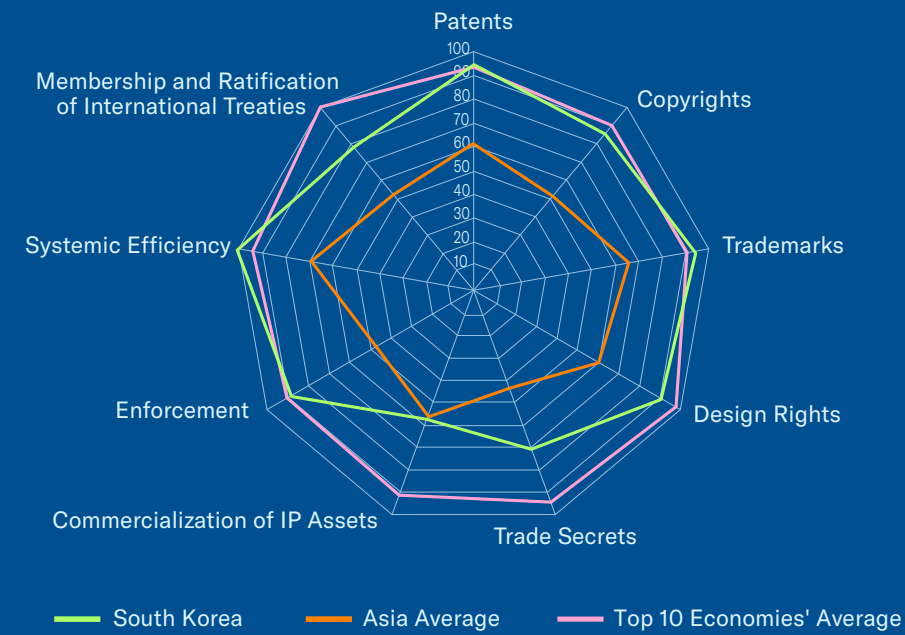 Patents
100
90
80
70
60
50
40
30
20
10
Membership and Ratification
of International Treaties
Copyrights
Systemic Efficiency
Trademarks
Enforcement
Design Rights
Commercialization of IP Assets
Trade Secrets
South Korea
Asia Average
Top 10 Economies' Average